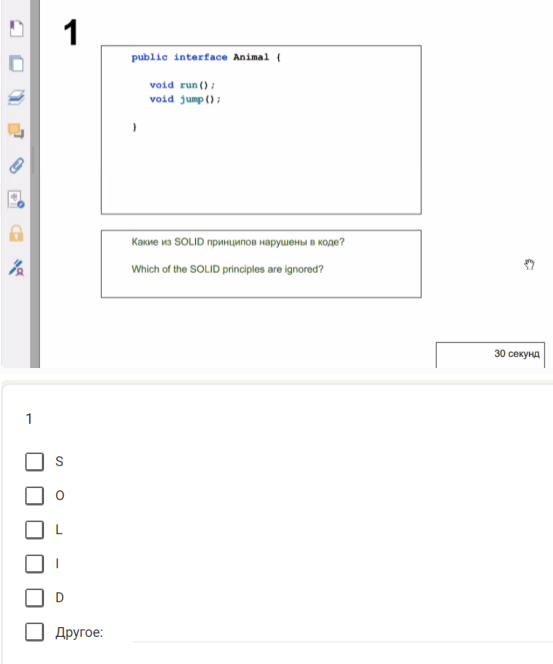 1
public interface Animal {
void run();
void jump();
}
Какие из SOLID принципов нарушены в коде?
Which of the SOLID principles are ignored?
30 секунд
1
S
O
L
I
D
Другое: